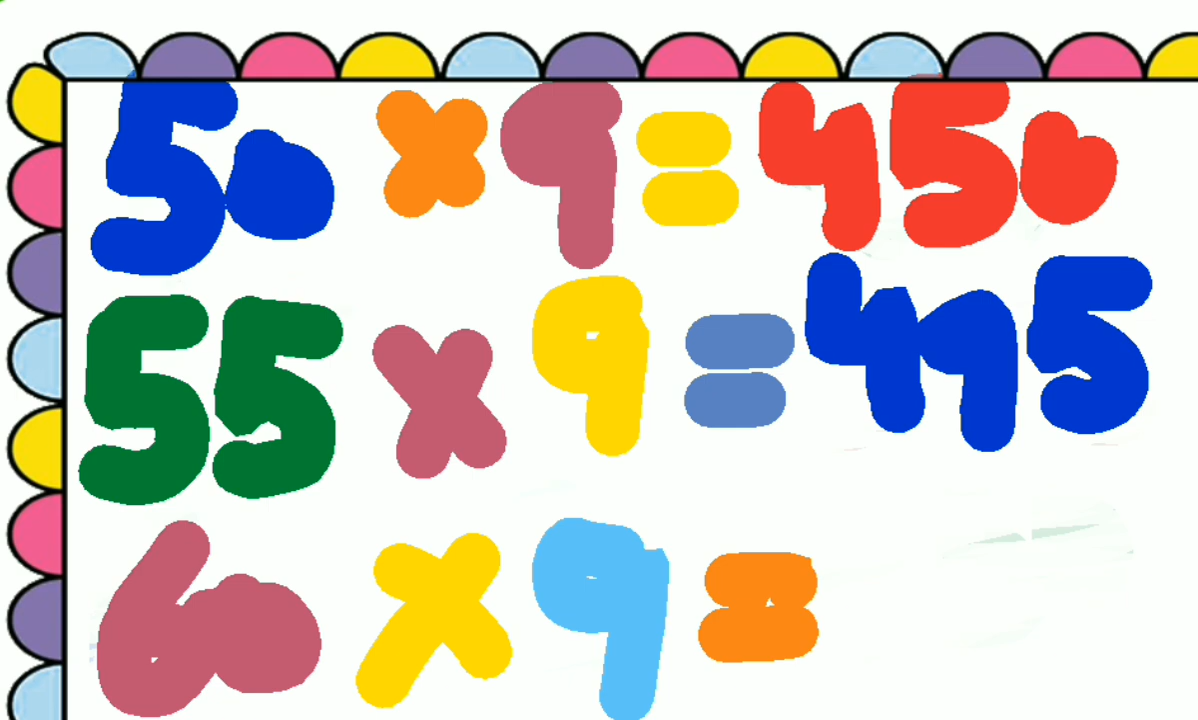 50 x 9 = 450
55 x 9 = 495
60 x 9 =